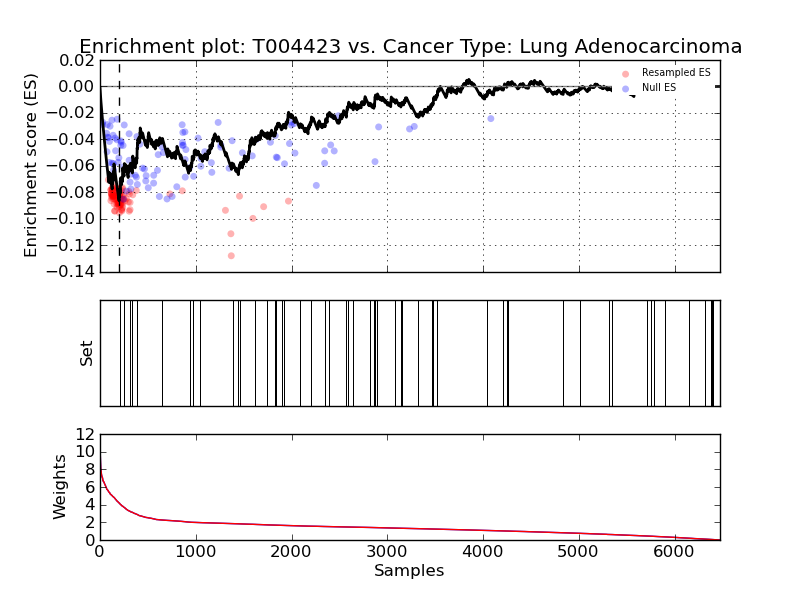 Enrichment plot: T004423 vs. Cancer Type: Lung Adenocarcinoma
Enrichment score (ES)
0.02
0.00
−0.02
−0.04
−0.06
−0.08
−0.10
−0.12
−0.14
Resampled ES
Null ES
Set
Weights
12
10
8
6
4
2
0
0 1000 2000 3000 4000 5000 6000
Samples